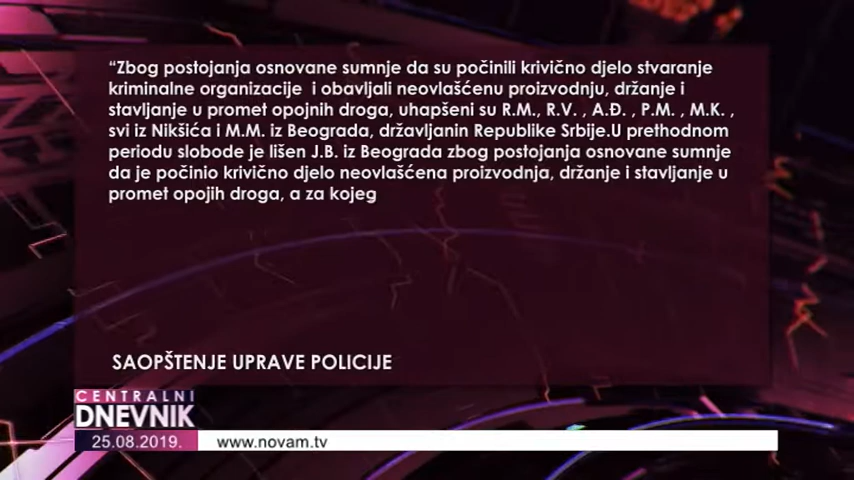 “Zbog postojanja osnovane sumnje da su počinili krivično djelo stvaranje
kriminalne organizacije i obavljali neovlašćenu proizvodnju, držanje i
stavljanje u promet opojnih droga, uhapšeni su R.M., R.V. , A.Đ. , P.M. , M.K. ,
svi iz Nikšića i M.M. iz Beograda, državljanin Republike Srbije.U prethodnom
periodu slobode je lišen J.B. iz Beograda zbog postojanja osnovane sumnje
da je počinio krivično djelo neovlašćena proizvodnja, držanje i stavljanje u
promet opojih droga, a za kojeg
SAOPŠTENJE UPRAVE POLICIJE
CENTRALNI
DNEVNIK
25.08.2019.
www.novam.tv